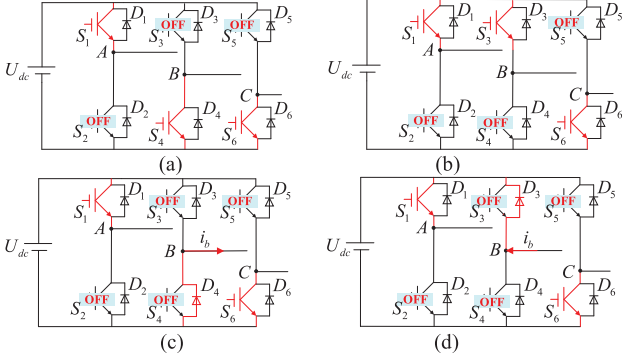 S1 D1 OFF S3 D3 OFF S5 D5
A
B
Udc
C
OFF S2 D2 S4 D4 S6 D6
(a)
S1 D1 S3 D3 OFF S5 D5
A
B
Udc
C
OFF S2 D2 OFF S4 D4 S6 D6
(b)
S1 D1 OFF S3 D3 OFF S5 D5
A
B ib
Udc
C
OFF S2 D2 OFF S4 D4 S6 D6
(c)
S1 D1 OFF S3 D3 OFF S5 D5
A
B ib
Udc
C
OFF S2 D2 OFF S4 D4 S6 D6
(d)